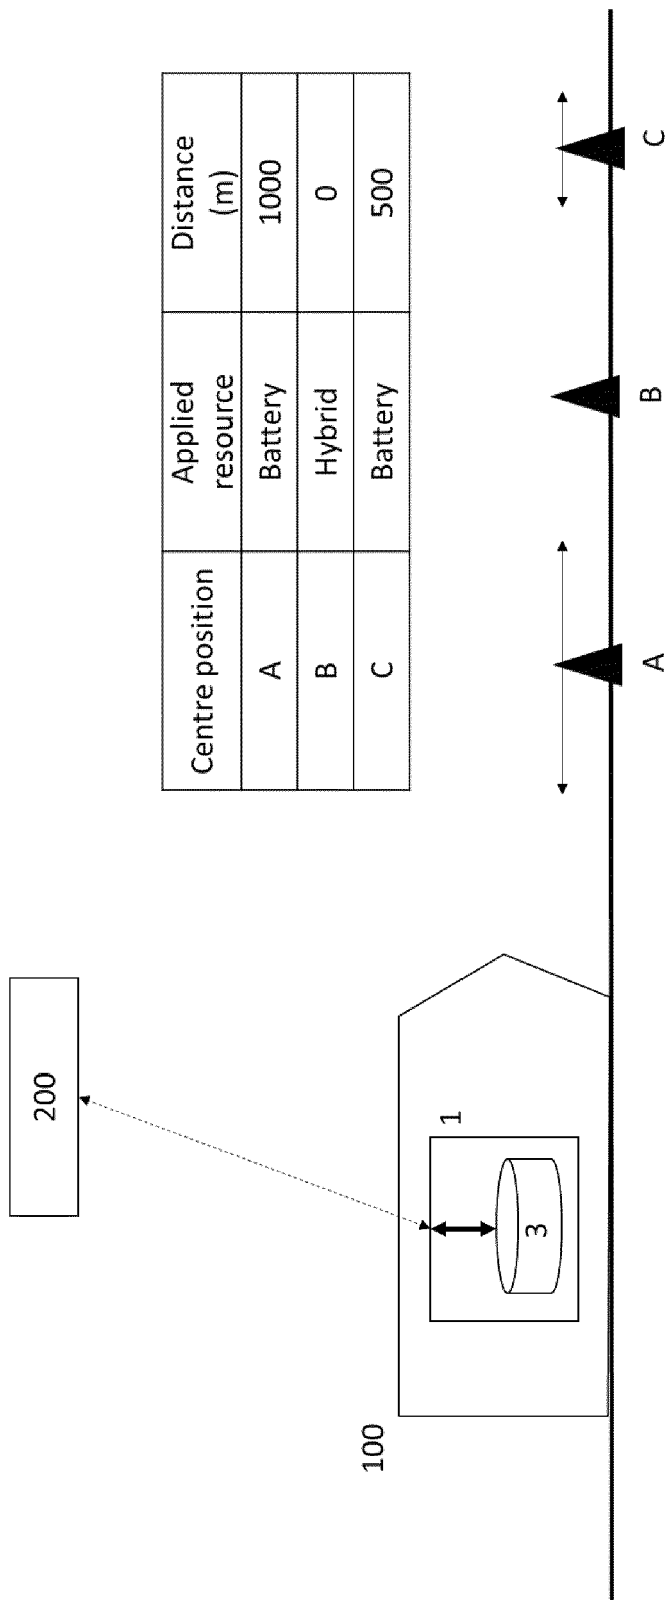 200
Centre position Applied resource Distance (m)
A Battery 1000
B Hybrid 0
C Battery 500
100
1
3
A B C